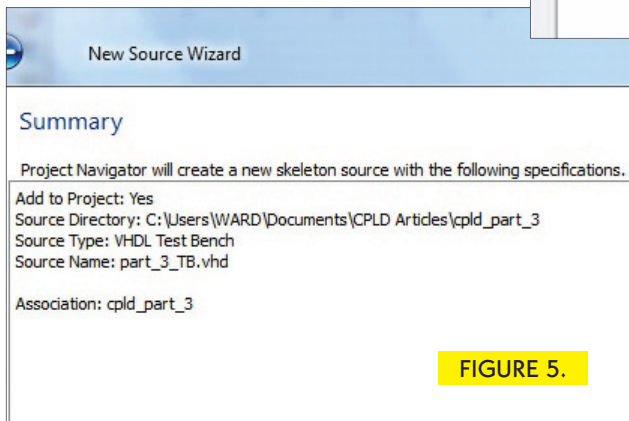 New Source Wizard
Summary
Project Navigator will create a new skeleton source with the following specifications.
Add to Project: Yes
Source Directory: C:\Users\WARD\Documents\CPLD Articles\cpld_part_3
Source Type: VHDL Test Bench
Source Name: part_3_TB.vhd
Association: cpld_part_3
FIGURE 5.